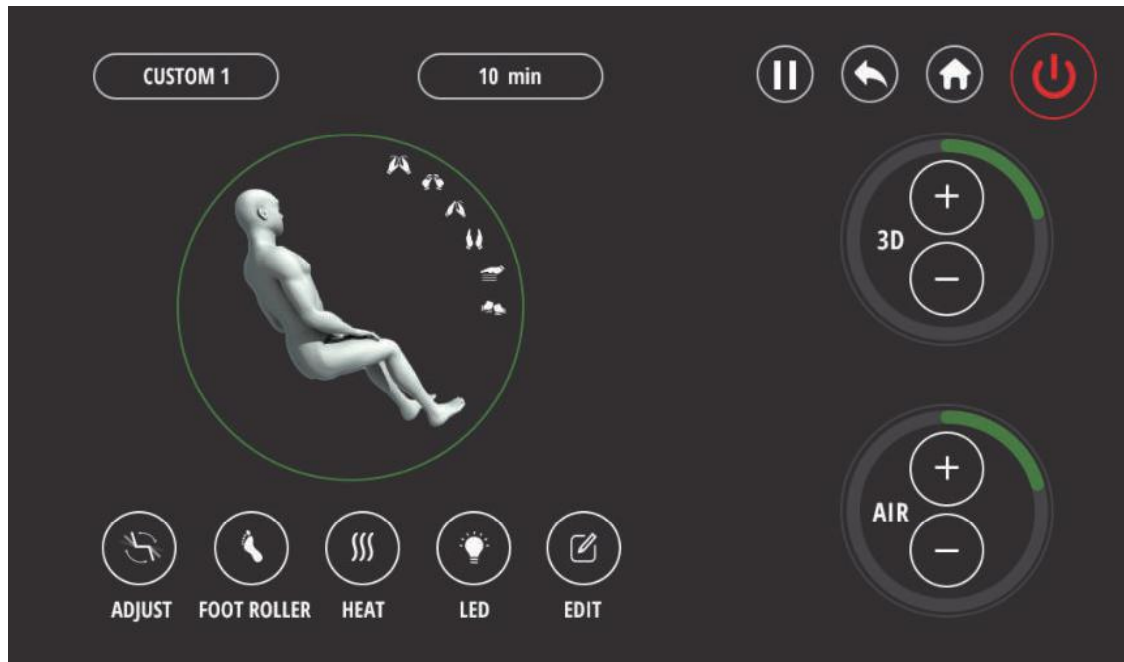 CUSTOM 1
10 min
3D
AIR
ADJUST
FOOT ROLLER
HEAT
LED
EDIT